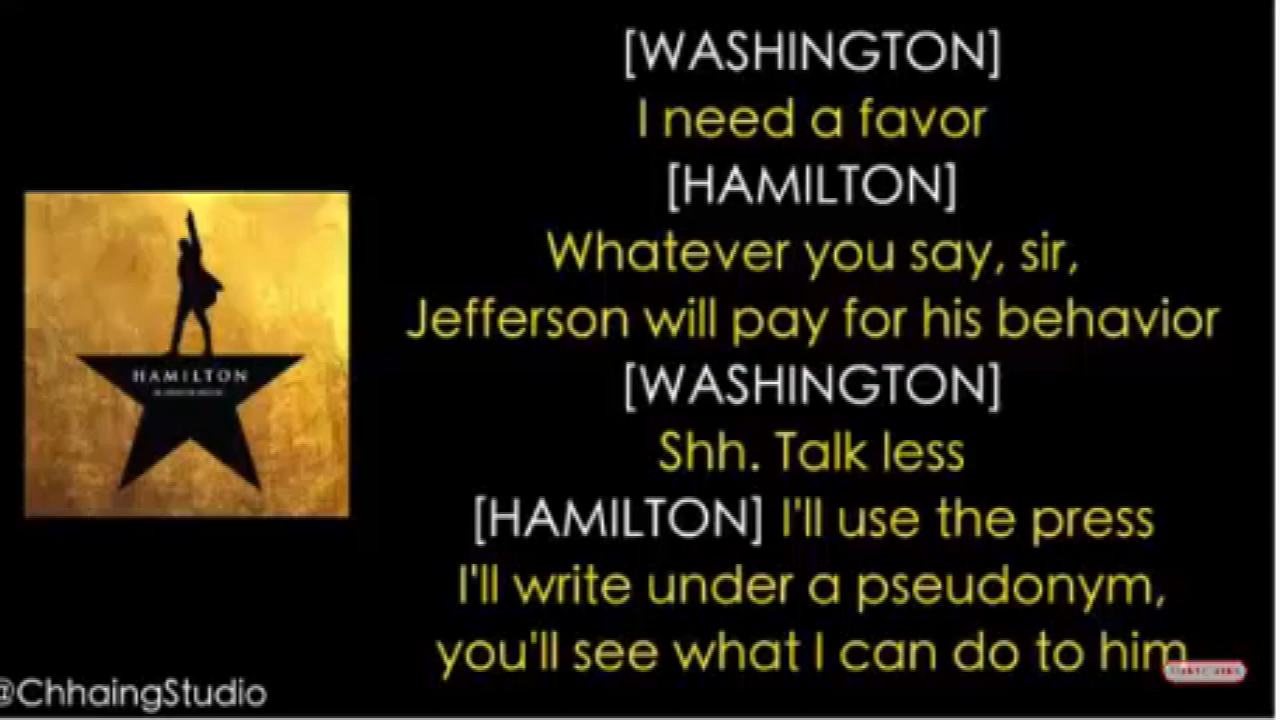 [WASHINGTON]
I need a favor
[HAMILTON]
Whatever you say, sir,
Jefferson will pay for his behavior
[WASHINGTON]
Shh. Talk less
[HAMILTON] I'll use the press
I'll write under a pseudonym,
you'll see what I can do to him
HAMILTON
@ChhaingStudio